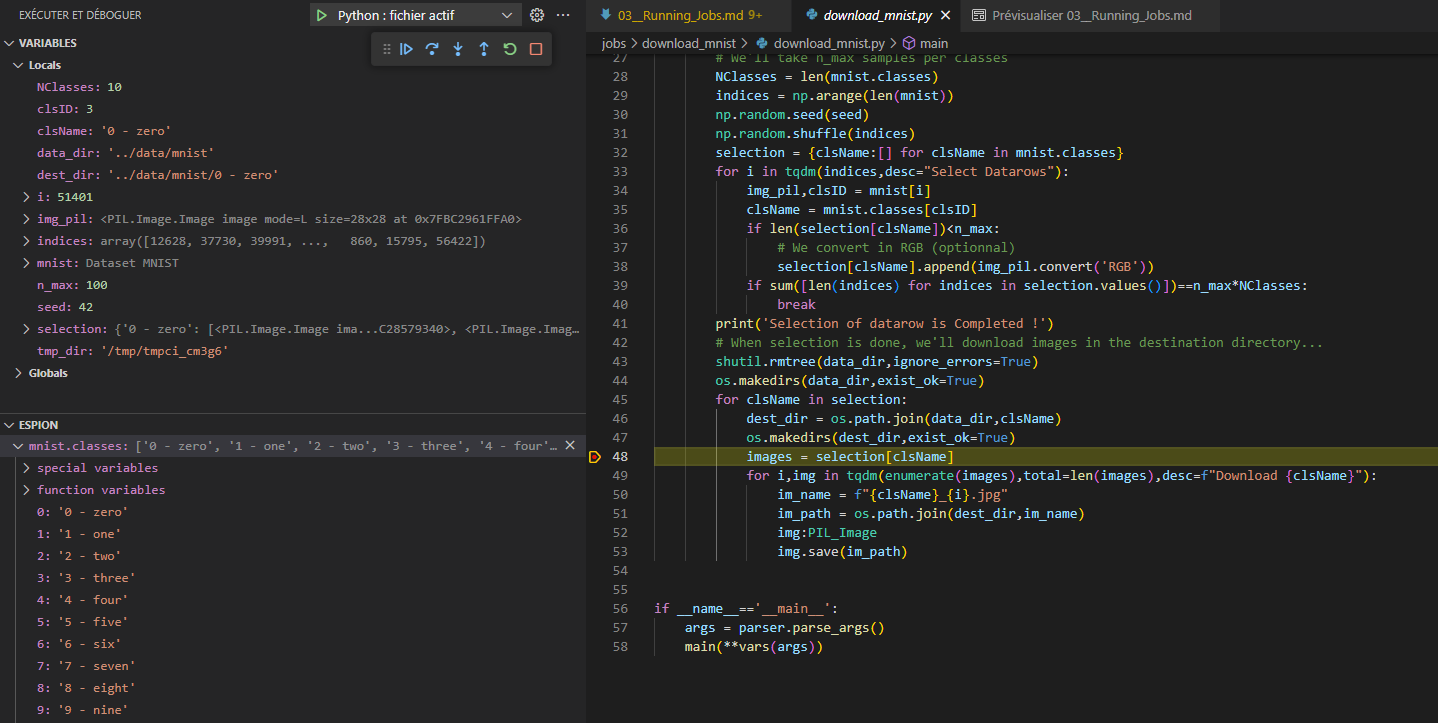 EXÉCUTER ET DÉBOGUER
Python : fichier actif
VARIABLES
Locals
NClasses: 10
clsID: 3
clsName: '0 - zero'
data_dir: '../data/mnist'
dest_dir: '../data/mnist/0 - zero'
i: 51401
img_pil: <PIL.Image.Image image mode=L size=28x28 at 0x7FBC2961FFA0>
indices: array([12628, 37730, 39991, ...,   860, 15795, 56422])
mnist: Dataset MNIST
n_max: 100
seed: 42
selection: {'0 - zero': [<PIL.Image.Image ima...C28579340>, <PIL.Image.Imag…
tmp_dir: '/tmp/tmpci_cm3g6'
Globals
ESPION
mnist.classes: ['0 - zero', '1 - one', '2 - two', '3 - three', '4 - four'…
special variables
function variables
0: '0 - zero'
1: '1 - one'
2: '2 - two'
3: '3 - three'
4: '4 - four'
5: '5 - five'
6: '6 - six'
7: '7 - seven'
8: '8 - eight'
9: '9 - nine'
03__Running_Jobs.md 9+
download_mnist.py
Prévisualiser 03__Running_Jobs.md
jobs > download_mnist > download_mnist.py > main
27 # We'll take n_max samples per classes
28 NClasses = len(mnist.classes)
29 indices = np.arange(len(mnist))
30 np.random.seed(seed)
31 np.random.shuffle(indices)
32 selection = {clsName:[] for clsName in mnist.classes}
33 for i in tqdm(indices,desc="Select Datarows"):
34 img_pil,clsID = mnist[i]
35 clsName = mnist.classes[clsID]
36 if len(selection[clsName])<n_max:
37 # We convert in RGB (optionnal)
38 selection[clsName].append(img_pil.convert('RGB'))
39 if sum([len(indices) for indices in selection.values()])==n_max*NClasses:
40 break
41 print('Selection of datarow is Completed !')
42 # When selection is done, we'll download images in the destination directory...
43 shutil.rmtree(data_dir,ignore_errors=True)
44 os.makedirs(data_dir,exist_ok=True)
45 for clsName in selection:
46 dest_dir = os.path.join(data_dir,clsName)
47 os.makedirs(dest_dir,exist_ok=True)
48 images = selection[clsName]
49 for i,img in tqdm(enumerate(images),total=len(images),desc=f"Download {clsName}"):
50 im_name = f"{clsName}_{i}.jpg"
51 im_path = os.path.join(dest_dir,im_name)
52 img:PIL_Image
53 img.save(im_path)
54
55
56 if __name__=='__main__':
57 args = parser.parse_args()
58 main(**vars(args))